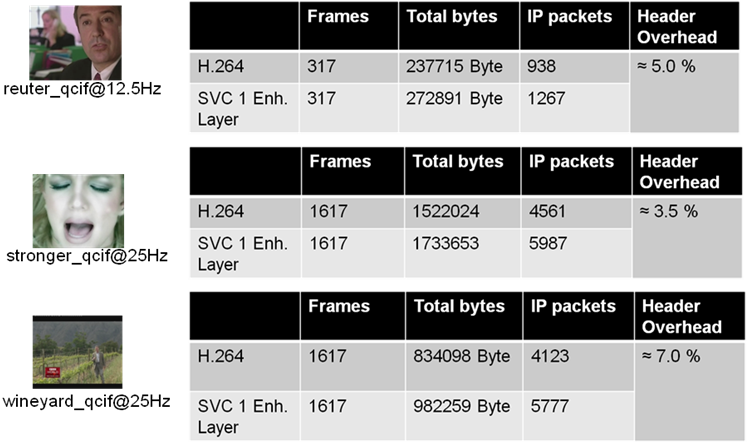 Frames Total bytes IP packets Header Overhead
H.264 317 237715 Byte 938 ≈ 5.0 %
SVC 1 Enh. Layer 317 272891 Byte 1267
reuter_qcif@12.5Hz
Frames Total bytes IP packets Header Overhead
H.264 1617 1522024 4561 ≈ 3.5 %
SVC 1 Enh. Layer 1617 1733653 5987
stronger_qcif@25Hz
Frames Total bytes IP packets Header Overhead
H.264 1617 834098 Byte 4123 ≈ 7.0 %
SVC 1 Enh. Layer 1617 982259 Byte 5777
wineyard_qcif@25Hz